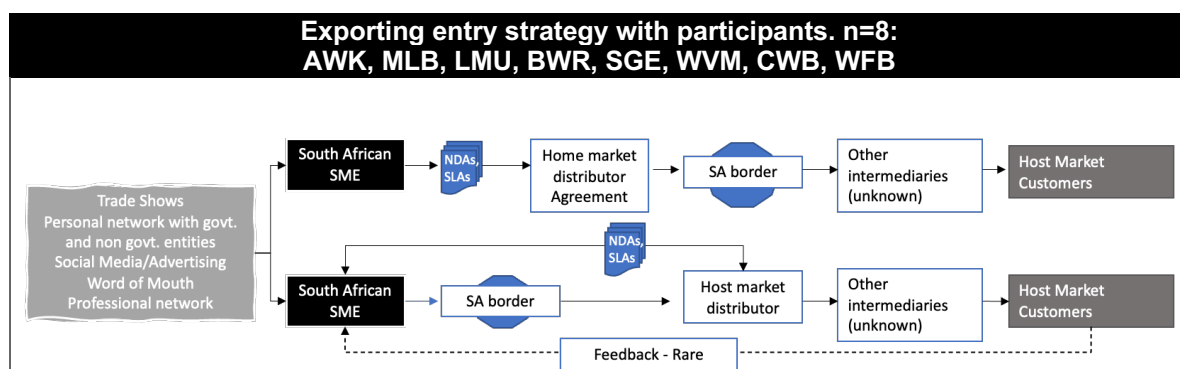 Exporting entry strategy with participants. n=8:
AWK, MLB, LMU, BWR, SGE, WVM, CWB, WFB
Trade Shows
Personal network with govt.
and non govt. entities
Social Media/Advertising
Word of Mouth
Professional network
South African
SME
NDAs,
SLAs
Home market
distributor
Agreement
SA border
Other
intermediaries
(unknown)
Host Market
Customers
South African
SME
SA border
NDAs,
SLAs
Host market
distributor
Other
intermediaries
(unknown)
Host Market
Customers
Feedback - Rare